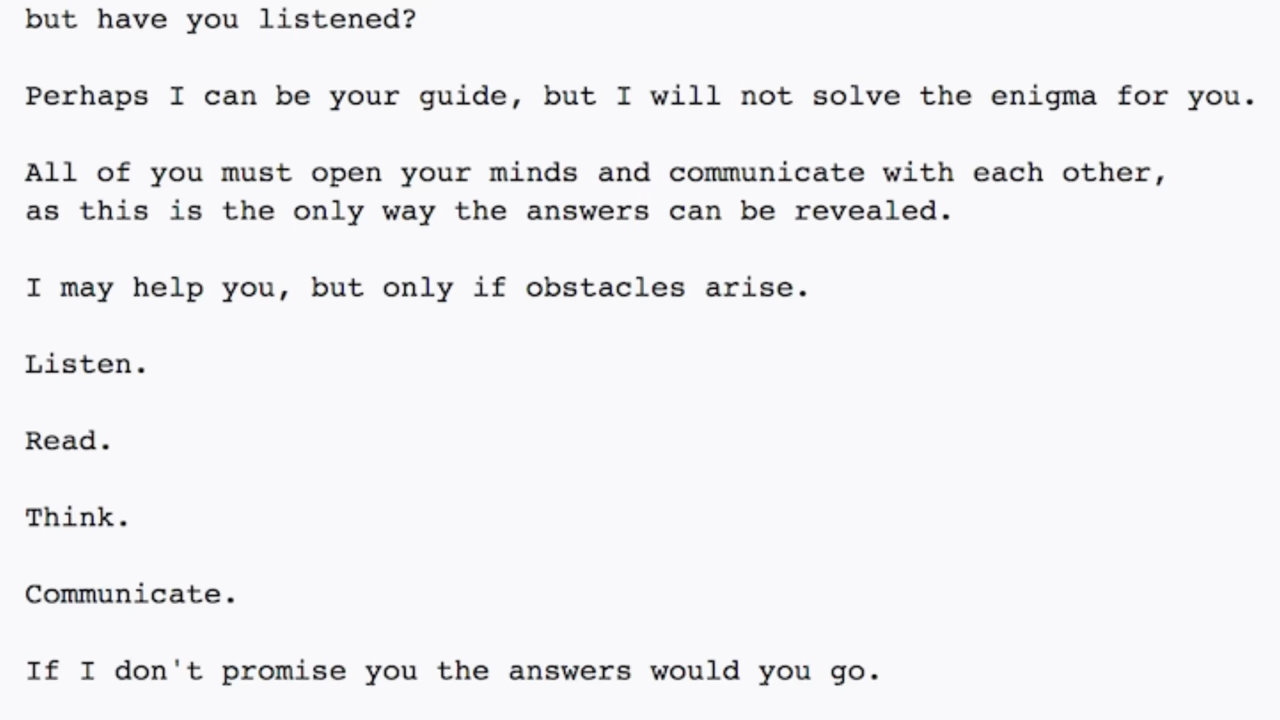 but have you listened?
Perhaps I can be your guide, but I will not solve the enigma for you.
All of you must open your minds and communicate with each other,
as this is the only way the answers can be revealed.
I may help you, but only if obstacles arise.
Listen.
Read.
Think.
Communicate.
If I don't promise you the answers would you go.